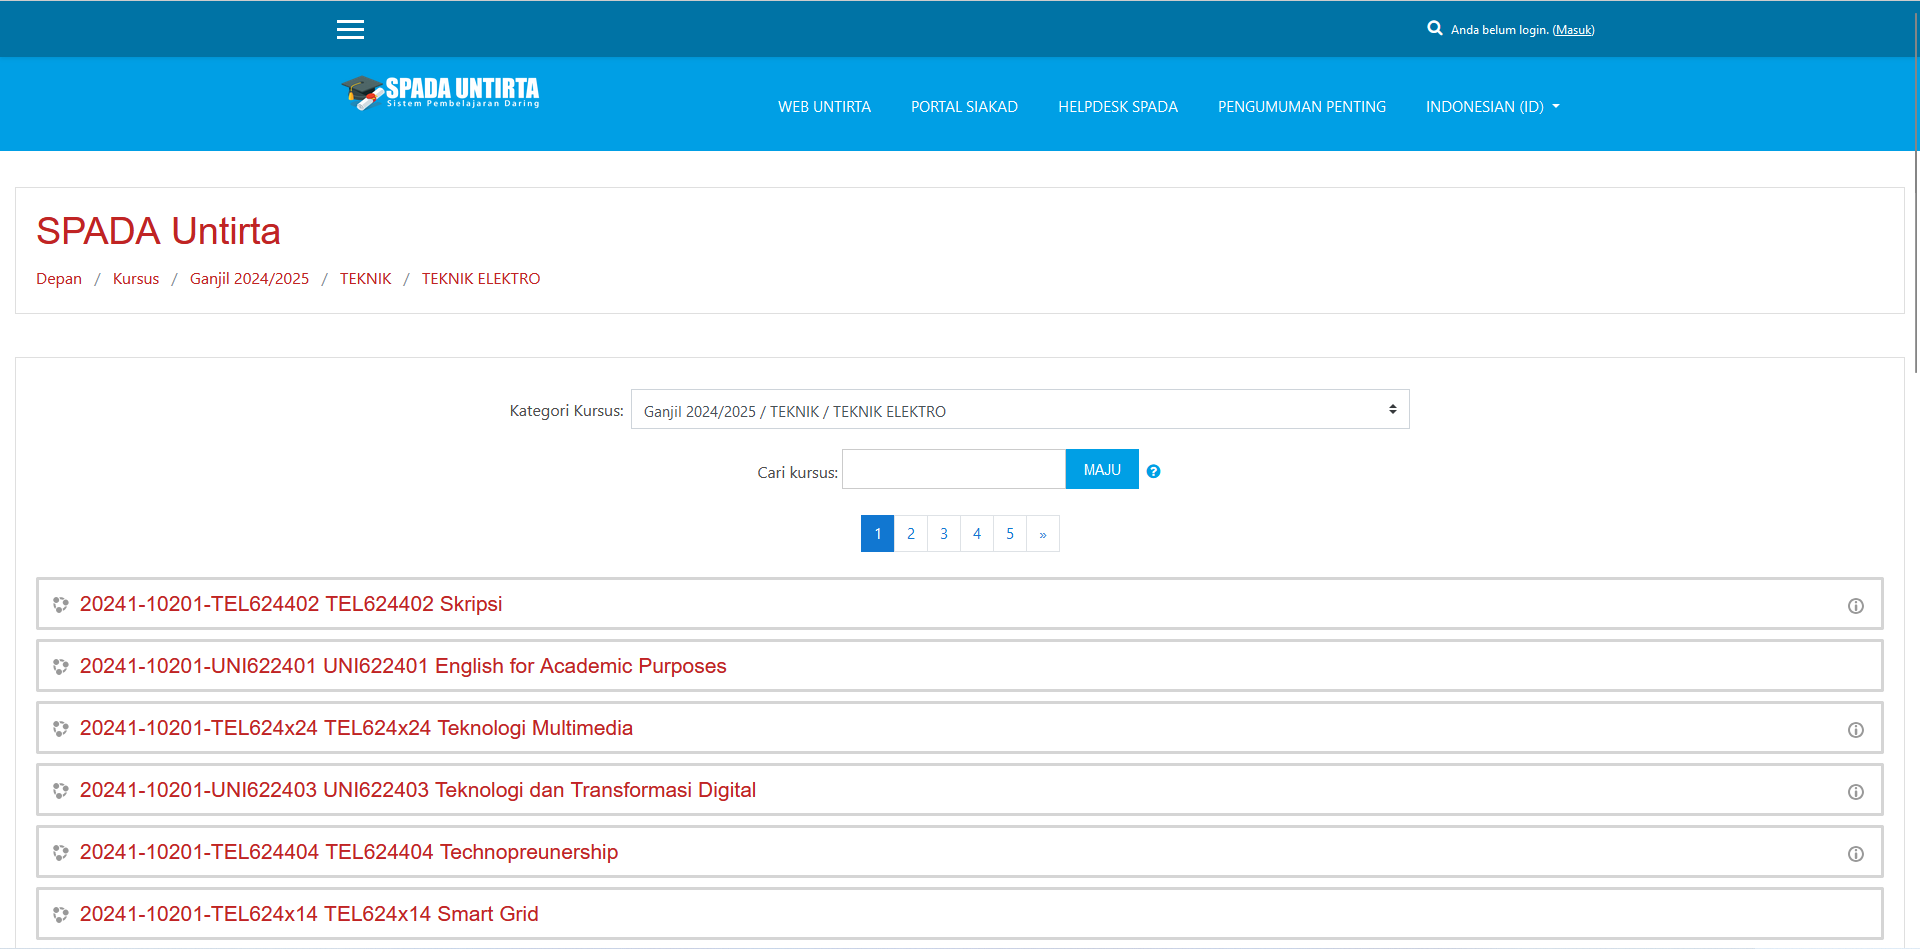 Anda belum login. (Masuk)
SPADA UNTIRTA
Sistem Pembelajaran Daring
WEB UNTIRTA
PORTAL SIAKAD
HELPDESK SPADA
PENGUMUMAN PENTING
INDONESIAN (ID)
SPADA Untirta
Depan / Kursus / Ganjil 2024/2025 / TEKNIK / TEKNIK ELEKTRO
Kategori Kursus: Ganjil 2024/2025 / TEKNIK / TEKNIK ELEKTRO
Cari kursus: MAJU
1 2 3 4 5 »
20241-10201-TEL624402 TEL624402 Skripsi
20241-10201-UNI622401 UNI622401 English for Academic Purposes
20241-10201-TEL624x24 TEL624x24 Teknologi Multimedia
20241-10201-UNI622403 UNI622403 Teknologi dan Transformasi Digital
20241-10201-TEL624404 TEL624404 Technopreunership
20241-10201-TEL624x14 TEL624x14 Smart Grid